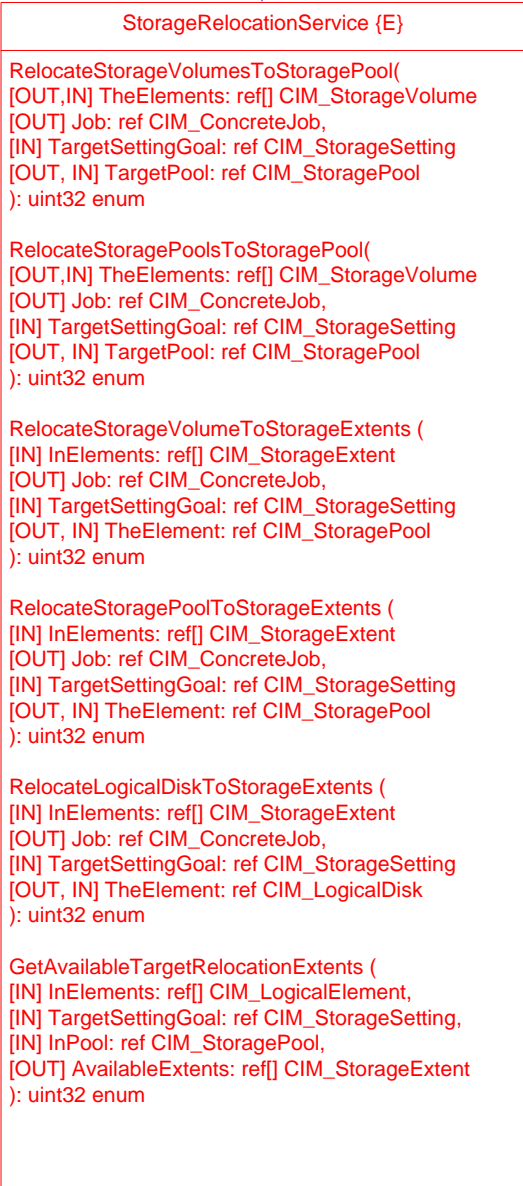 StorageRelocationService {E}
RelocateStorageVolumesToStoragePool(
[OUT,IN] TheElements: ref[] CIM_StorageVolume
[OUT] Job: ref CIM_ConcreteJob,
[IN] TargetSettingGoal: ref CIM_StorageSetting
[OUT, IN] TargetPool: ref CIM_StoragePool
): uint32 enum
RelocateStoragePoolsToStoragePool(
[OUT,IN] TheElements: ref[] CIM_StorageVolume
[OUT] Job: ref CIM_ConcreteJob,
[IN] TargetSettingGoal: ref CIM_StorageSetting
[OUT, IN] TargetPool: ref CIM_StoragePool
): uint32 enum
RelocateStorageVolumeToStorageExtents (
[IN] InElements: ref[] CIM_StorageExtent
[OUT] Job: ref CIM_ConcreteJob,
[IN] TargetSettingGoal: ref CIM_StorageSetting
[OUT, IN] TheElement: ref CIM_StoragePool
): uint32 enum
RelocateStoragePoolToStorageExtents (
[IN] InElements: ref[] CIM_StorageExtent
[OUT] Job: ref CIM_ConcreteJob,
[IN] TargetSettingGoal: ref CIM_StorageSetting
[OUT, IN] TheElement: ref CIM_StoragePool
): uint32 enum
RelocateLogicalDiskToStorageExtents (
[IN] InElements: ref[] CIM_StorageExtent
[OUT] Job: ref CIM_ConcreteJob,
[IN] TargetSettingGoal: ref CIM_StorageSetting
[OUT, IN] TheElement: ref CIM_LogicalDisk
): uint32 enum
GetAvailableTargetRelocationExtents (
[IN] InElements: ref[] CIM_LogicalElement,
[IN] TargetSettingGoal: ref CIM_StorageSetting,
[IN] InPool: ref CIM_StoragePool,
[OUT] AvailableExtents: ref[] CIM_StorageExtent
): uint32 enum